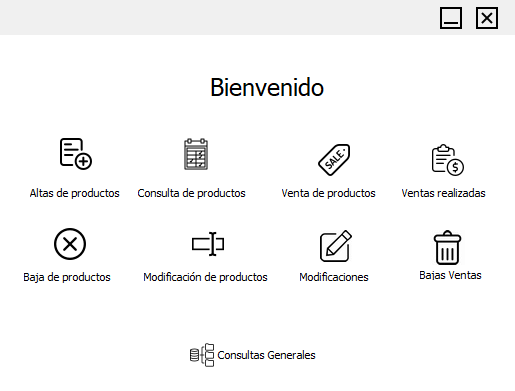 Bienvenido
Altas de productos
Consulta de productos
SALE
Venta de productos
$
Ventas realizadas
Baja de productos
Modificación de productos
Modificaciones
Bajas Ventas
Consultas Generales